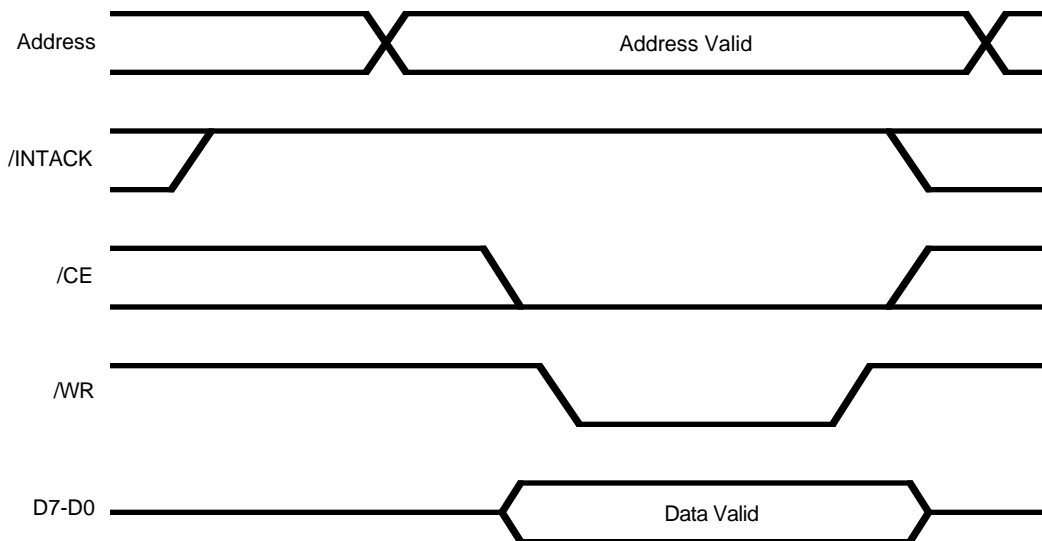 Address
Address Valid
/INTACK
/CE
/WR
D7-D0
Data Valid